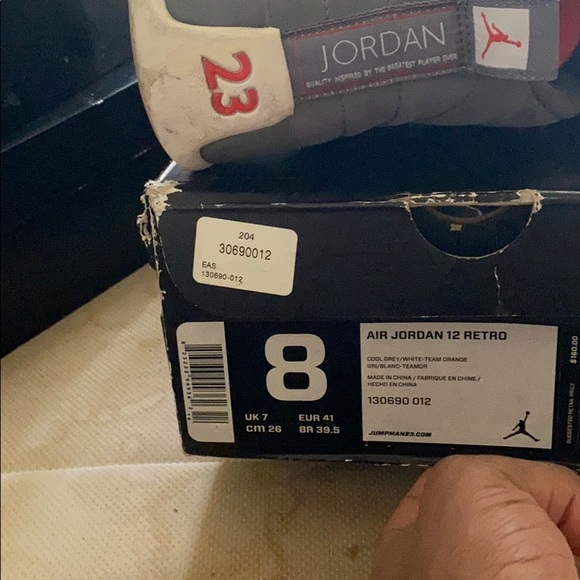 JORDAN
QUALITY INSPIRED BY THE GREATEST PLAYER EVER
23
204
30690012
EAS
130690-012
8
UK 7 EUR 41
cm 26 BR 39.5
AIR JORDAN 12 RETRO
COOL GREY/WHITE-TEAM ORANGE
GRI/BLANC-TEAMOR
MADE IN CHINA / FABRIQUE EN CHINE /
HECHO EN CHINA
130690 012
JUMPMAN23.COM
SUGGESTED RETAIL PRICE $160.00